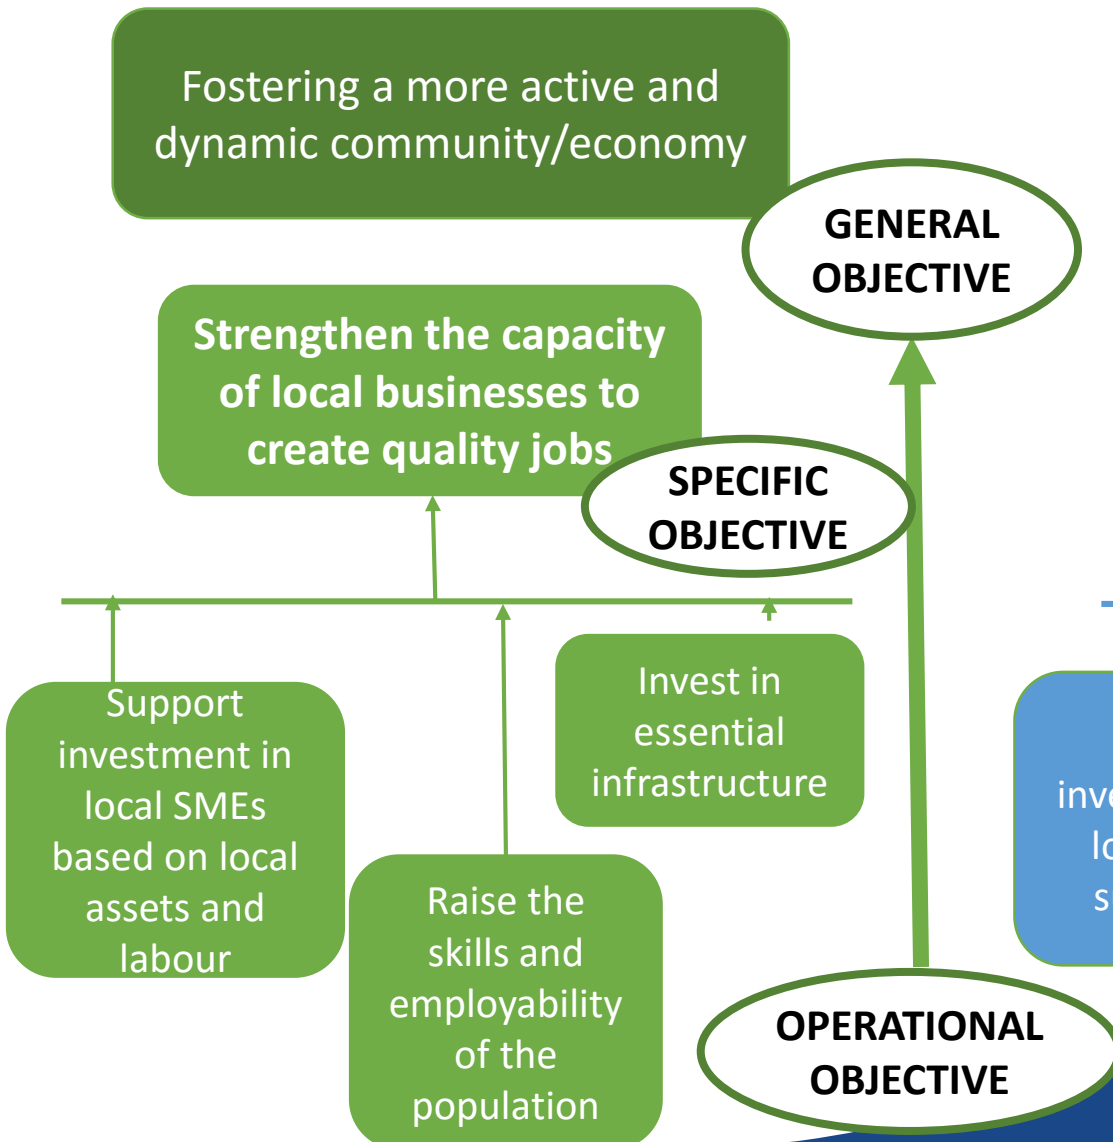 Fostering a more active and
dynamic community/economy
GENERAL
OBJECTIVE
Strengthen the capacity
of local businesses to
create quality jobs
SPECIFIC
OBJECTIVE
Support
investment in
local SMEs
based on local
assets and
labour
Raise the
skills and
employability
of the
population
Invest in
essential
infrastructure
OPERATIONAL
OBJECTIVE